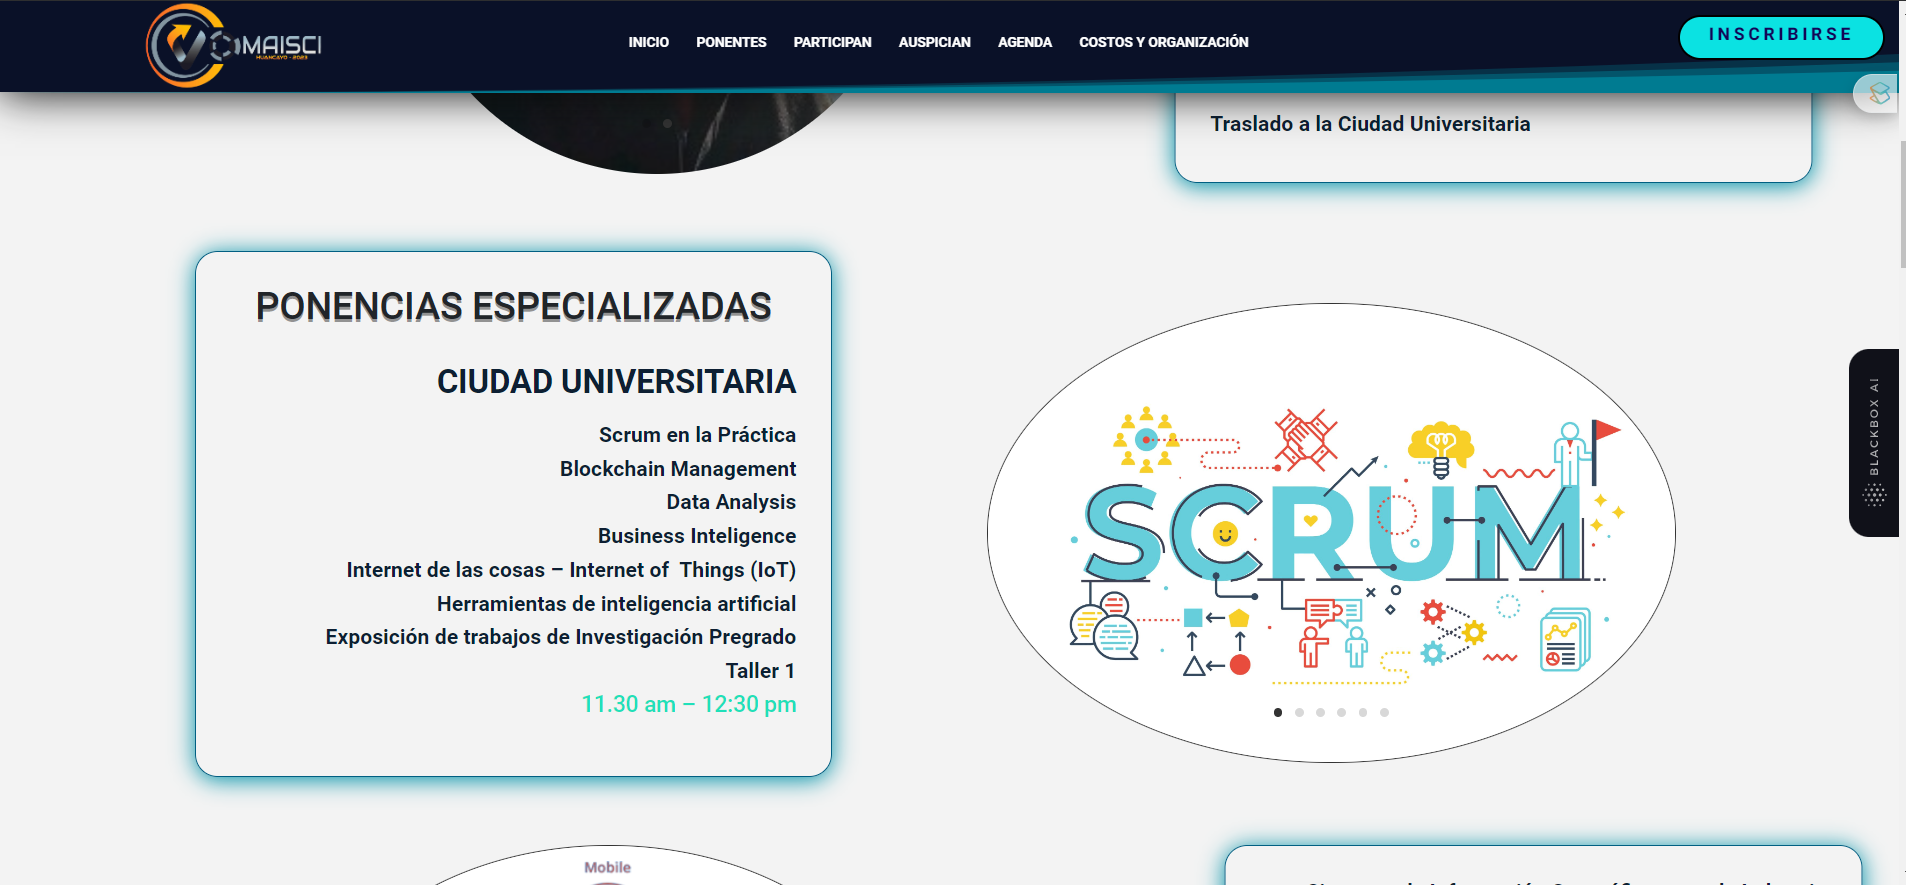 OMAISCI
HUANCAYO - 2023
INICIO
PONENTES
PARTICIPAN
AUSPICIAN
AGENDA
COSTOS Y ORGANIZACIÓN
INSCRIBIRSE
Traslado a la Ciudad Universitaria
PONENCIAS ESPECIALIZADAS
CIUDAD UNIVERSITARIA
Scrum en la Práctica
Blockchain Management
Data Analysis
Business Inteligence
Internet de las cosas – Internet of  Things (IoT)
Herramientas de inteligencia artificial
Exposición de trabajos de Investigación Pregrado
Taller 1
11.30 am – 12:30 pm
SCRUM
BLACKBOX AI
Mobile